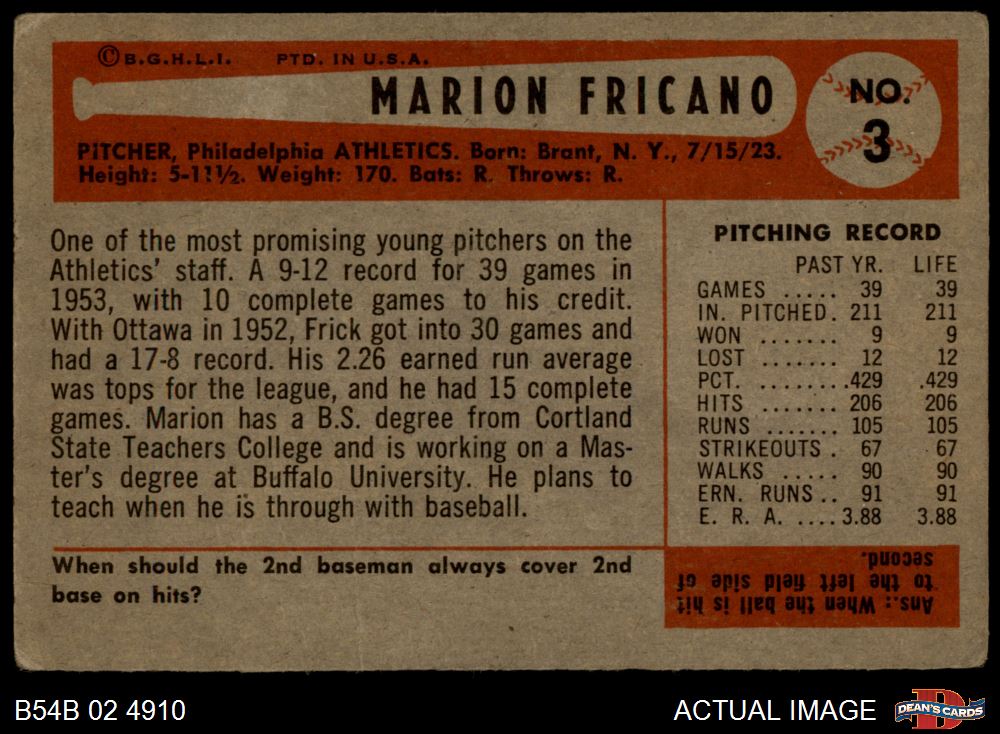 ©B.G.H.L.I. PTD. IN U.S.A.
MARION FRICANO
NO.
3
PITCHER, Philadelphia ATHLETICS. Born: Brant, N. Y., 7/15/23.
Height: 5-11½. Weight: 170. Bats: R. Throws: R.
One of the most promising young pitchers on the
Athletics' staff. A 9-12 record for 39 games in
1953, with 10 complete games to his credit.
With Ottawa in 1952, Frick got into 30 games and
had a 17-8 record. His 2.26 earned run average
was tops for the league, and he had 15 complete
games. Marion has a B.S. degree from Cortland
State Teachers College and is working on a Mas-
ter's degree at Buffalo University. He plans to
teach when he is through with baseball.
PITCHING RECORD
PAST YR. LIFE
GAMES ..... 39 39
IN. PITCHED. 211 211
WON ....... 9 9
LOST ...... 12 12
PCT. ........ .429 .429
HITS ....... 206 206
RUNS ....... 105 105
STRIKEOUTS . 67 67
WALKS ..... 90 90
ERN. RUNS .. 91 91
E. R. A. .... 3.88 3.88
When should the 2nd baseman always cover 2nd
base on hits?
Ans.: When the ball is hit
to the left field side of
second.
B54B 02 4910
ACTUAL IMAGE
DEAN'S CARDS